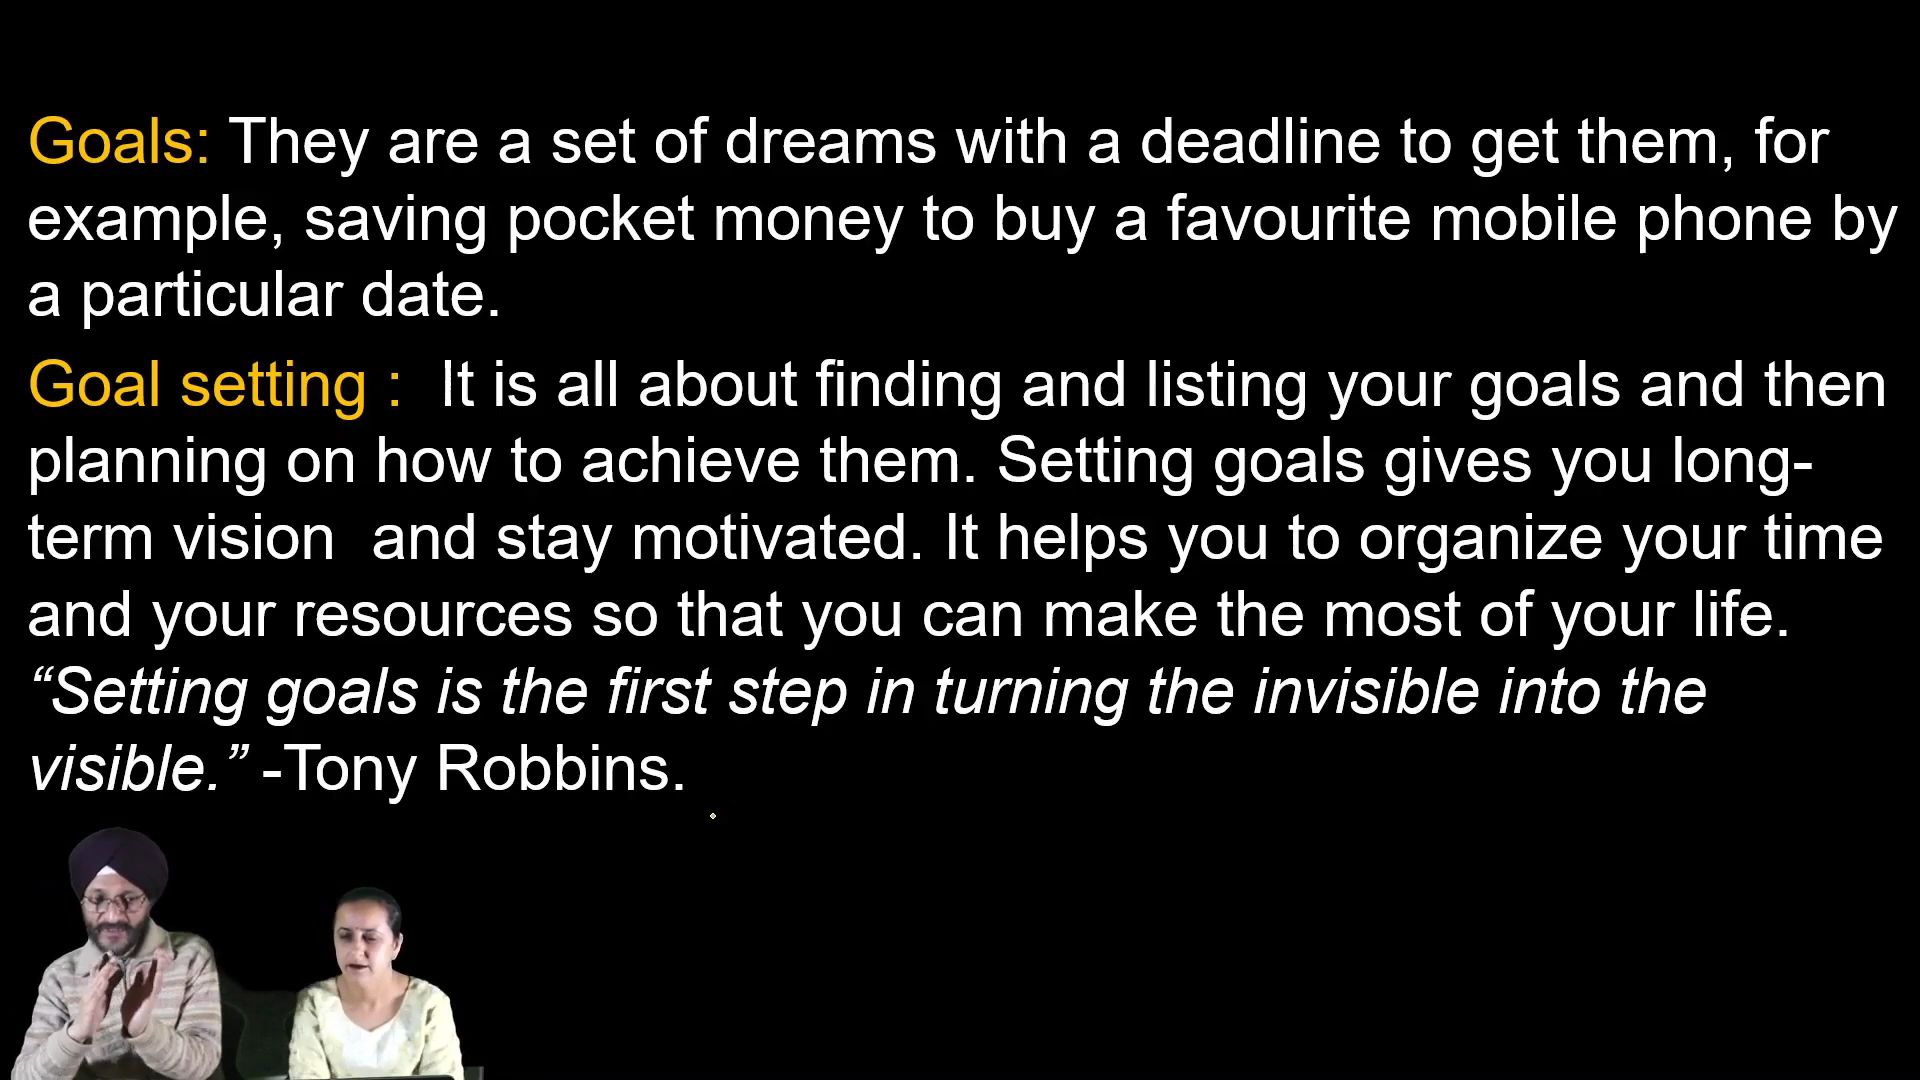 Goals: They are a set of dreams with a deadline to get them, for
example, saving pocket money to buy a favourite mobile phone by
a particular date.
Goal setting :  It is all about finding and listing your goals and then
planning on how to achieve them. Setting goals gives you long-
term vision  and stay motivated. It helps you to organize your time
and your resources so that you can make the most of your life.
“Setting goals is the first step in turning the invisible into the
visible.” -Tony Robbins.